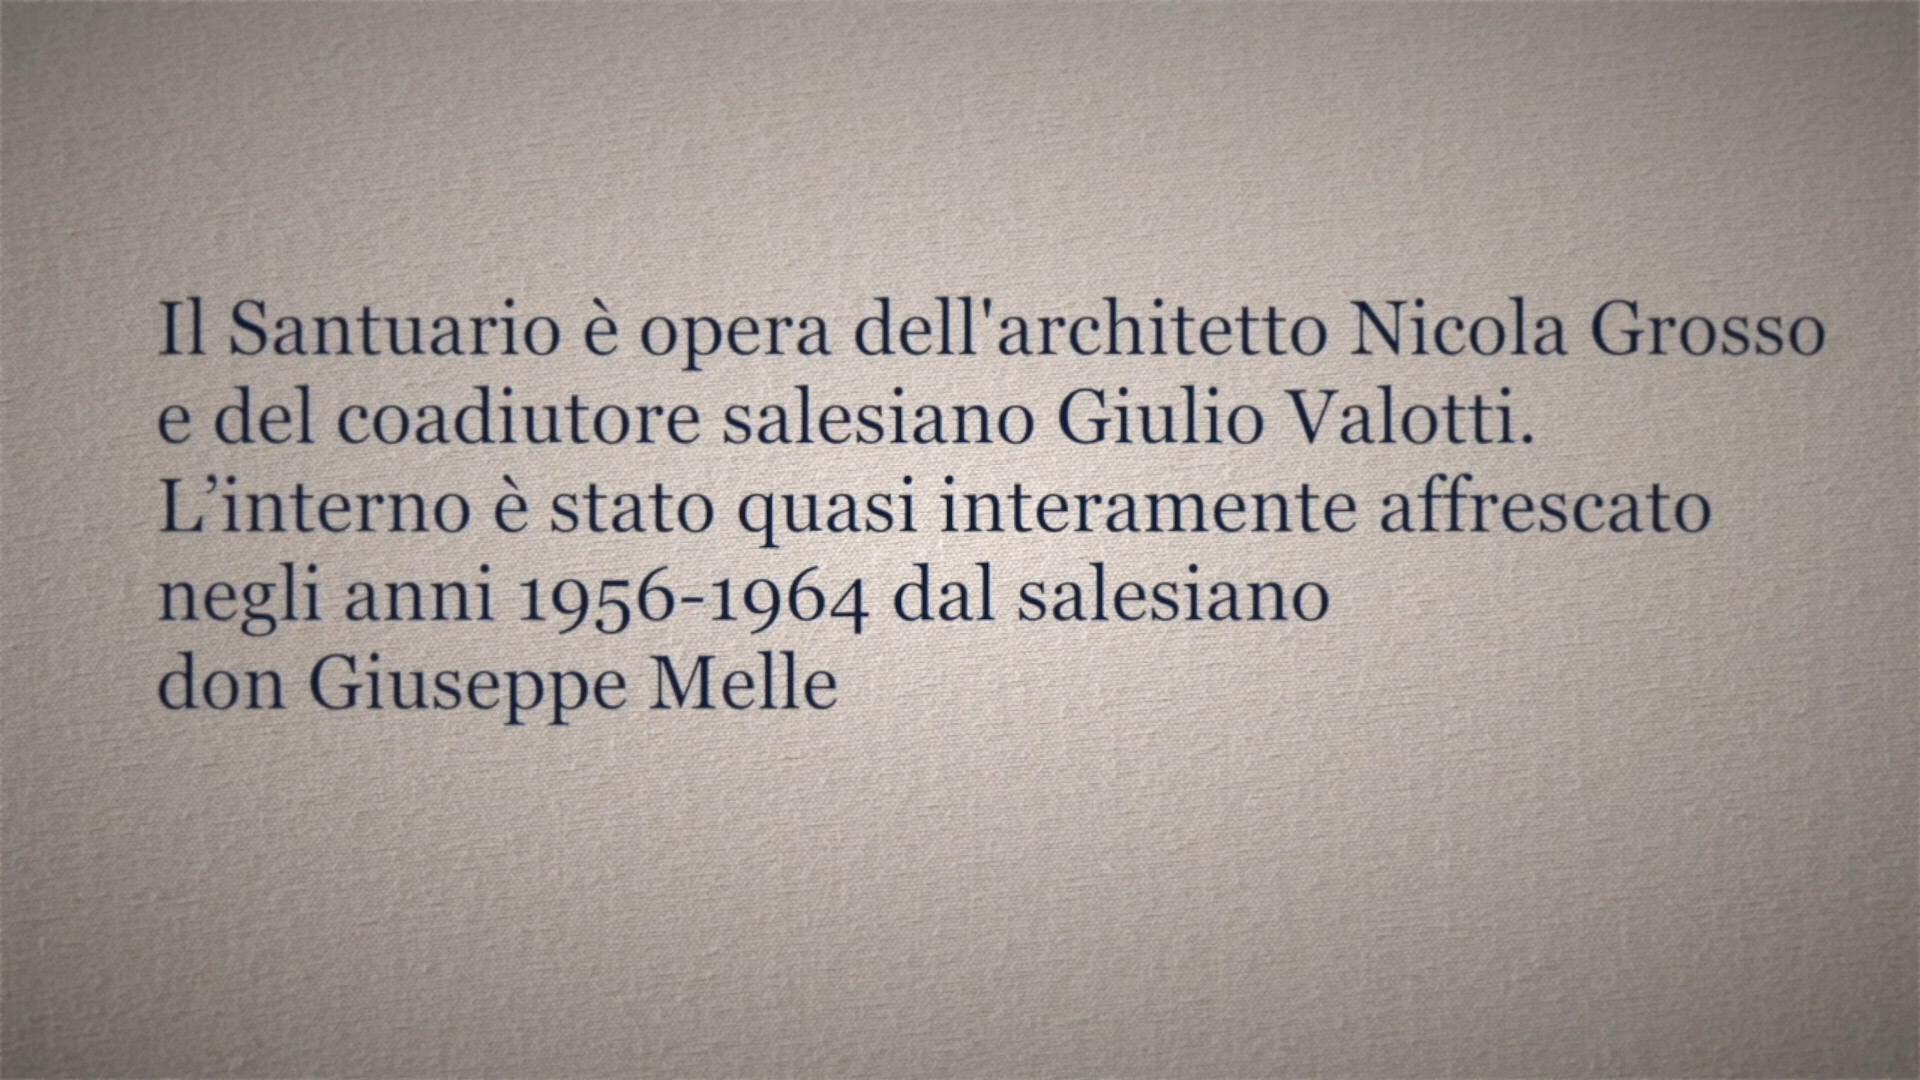 Il Santuario è opera dell'architetto Nicola Grosso
e del coadiutore salesiano Giulio Valotti.
L’interno è stato quasi interamente affrescato
negli anni 1956-1964 dal salesiano
don Giuseppe Melle